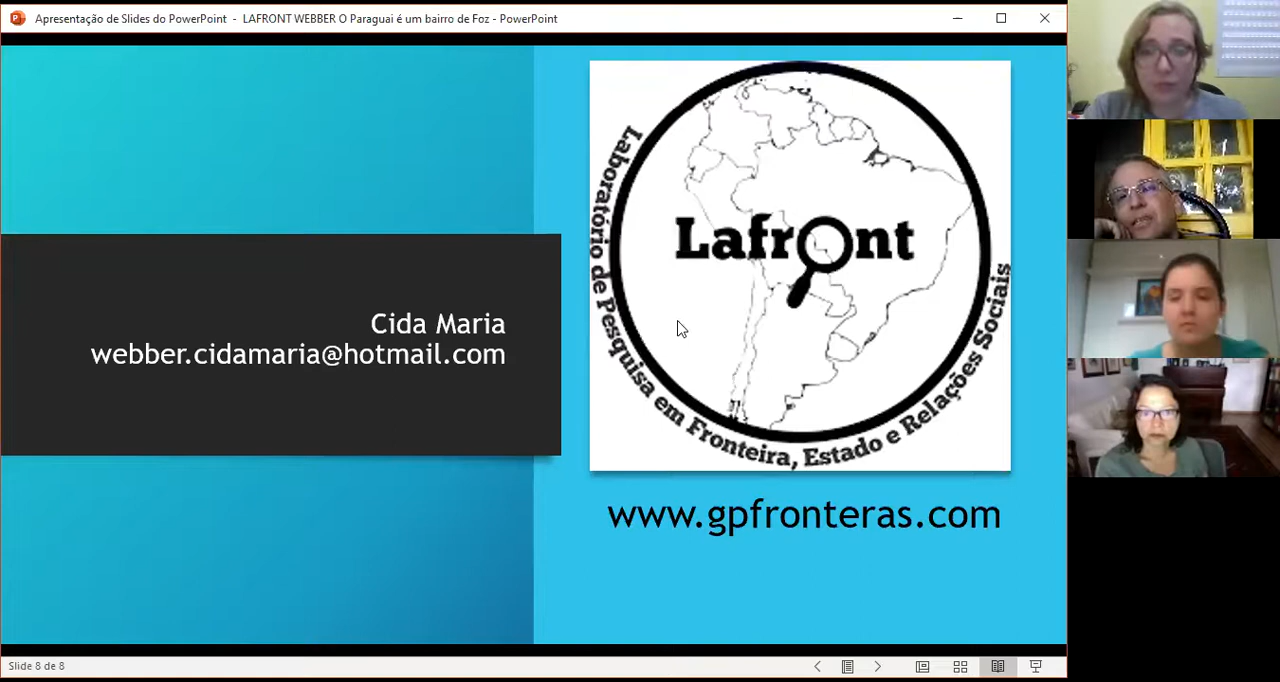 Apresentação de Slides do PowerPoint - LAFRONT WEBBER O Paraguai é um bairro de Foz - PowerPoint
Cida Maria
webber.cidamaria@hotmail.com
Lafront
Laboratório de Pesquisa em Fronteira, Estado e Relações Sociais
www.gpfronteras.com
Slide 8 de 8